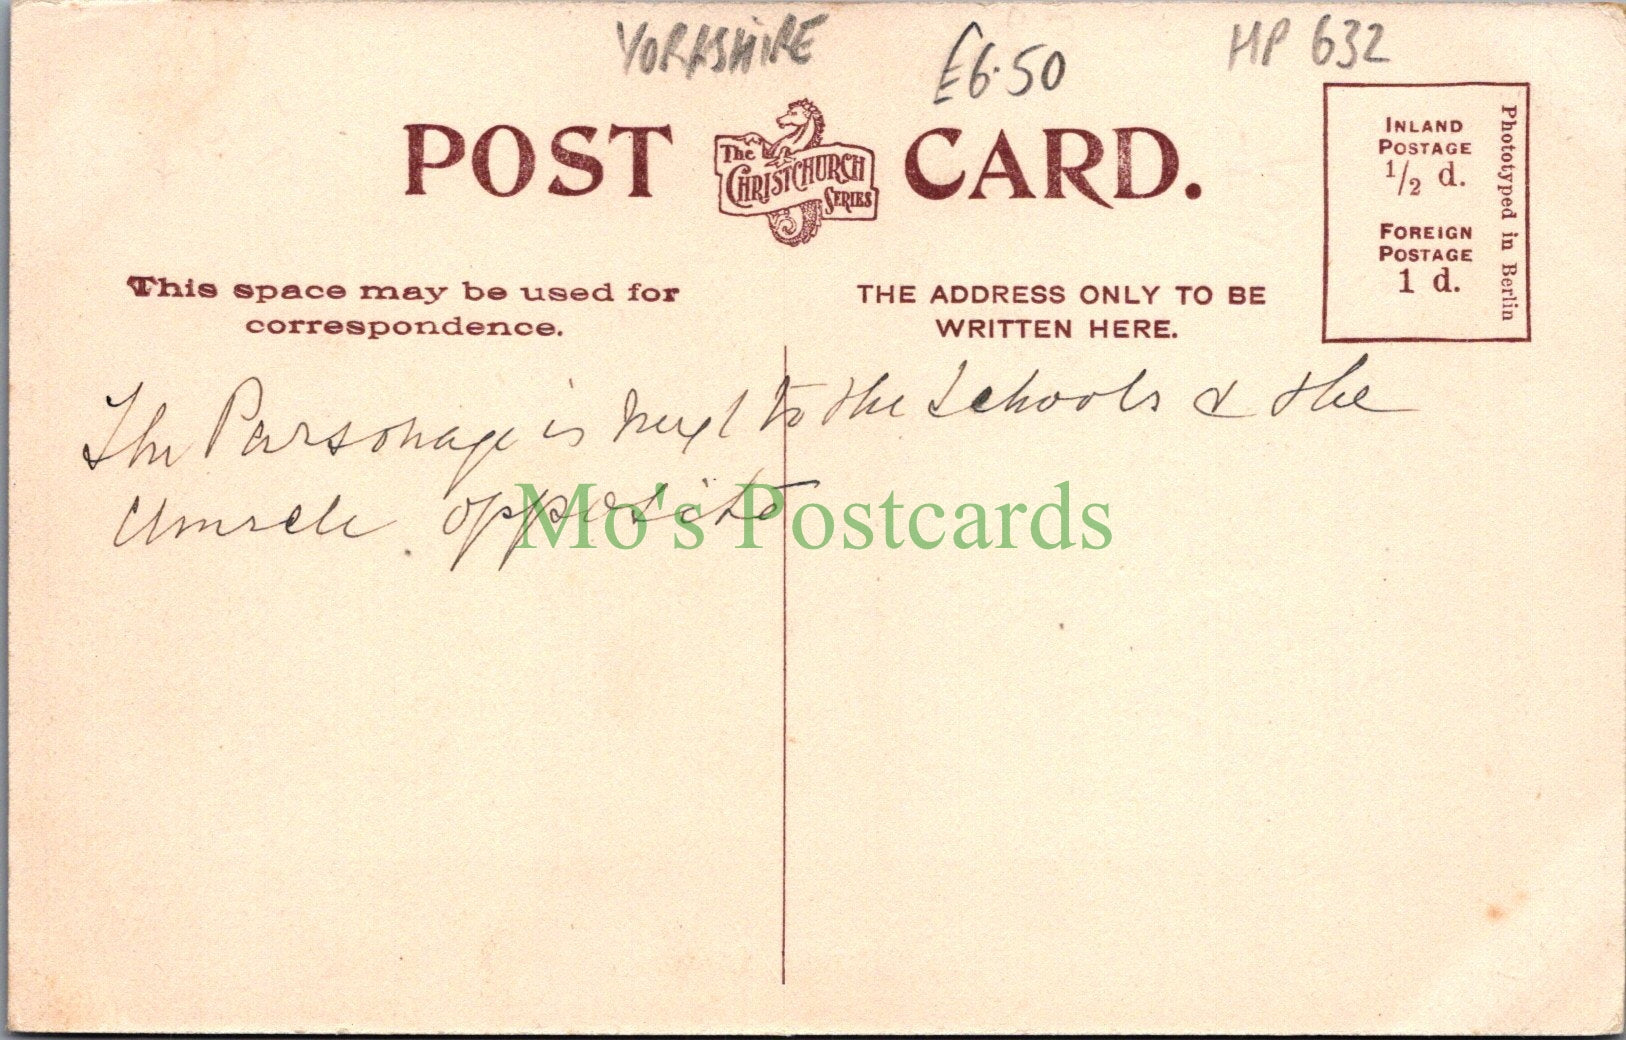 YORKSHIRE
£6.50
HP 632
POST CARD.
The
CHRISTCHURCH
SERIES
INLAND
POSTAGE
1/2 d.
FOREIGN
POSTAGE
1 d.
Phototyped in Berlin
This space may be used for
correspondence.
THE ADDRESS ONLY TO BE
WRITTEN HERE.
The Parsonage is next to the Schools & the
Church opposite
Mo's Postcards